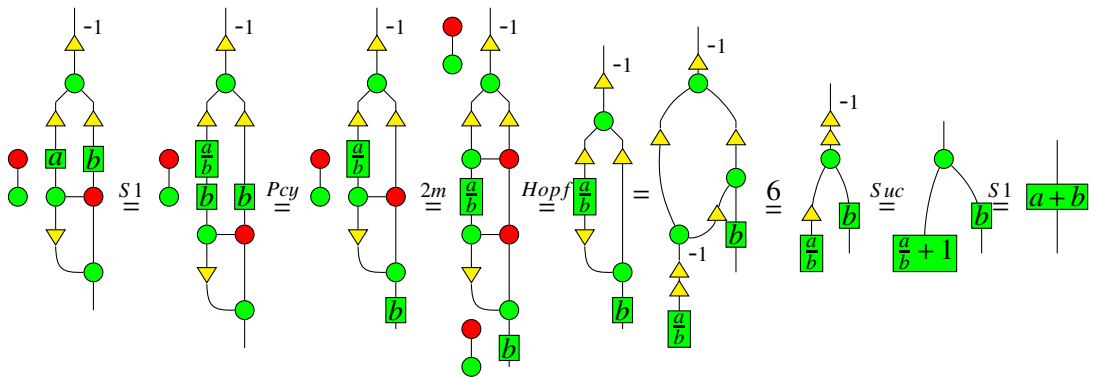 -1 -1 -1 -1 -1 -1 -1
a b S1 = a/b b b Pcy = a/b 2m = a/b Hopf = a/b = 6 = b Suc = b S1 = a + b
b -1 b a/b a/b + 1
b b a/b